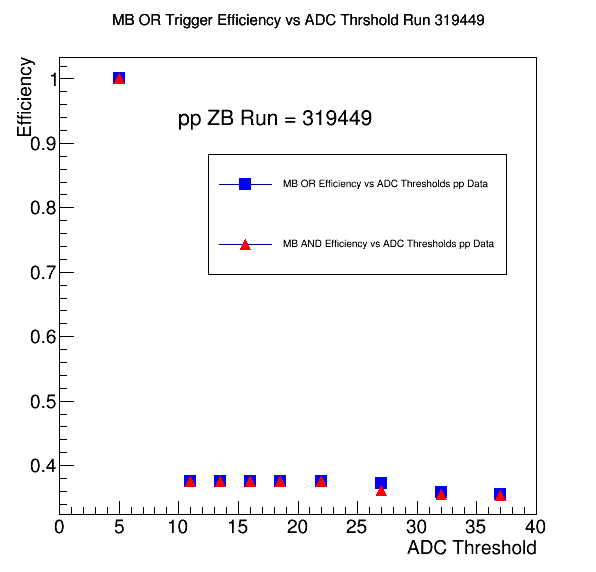 MB OR Trigger Efficiency vs ADC Thrshold Run 319449
Efficiency
pp ZB Run = 319449
MB OR Efficiency vs ADC Thresholds pp Data
MB AND Efficiency vs ADC Thresholds pp Data
1
0.9
0.8
0.7
0.6
0.5
0.4
0 5 10 15 20 25 30 35 40
ADC Threshold